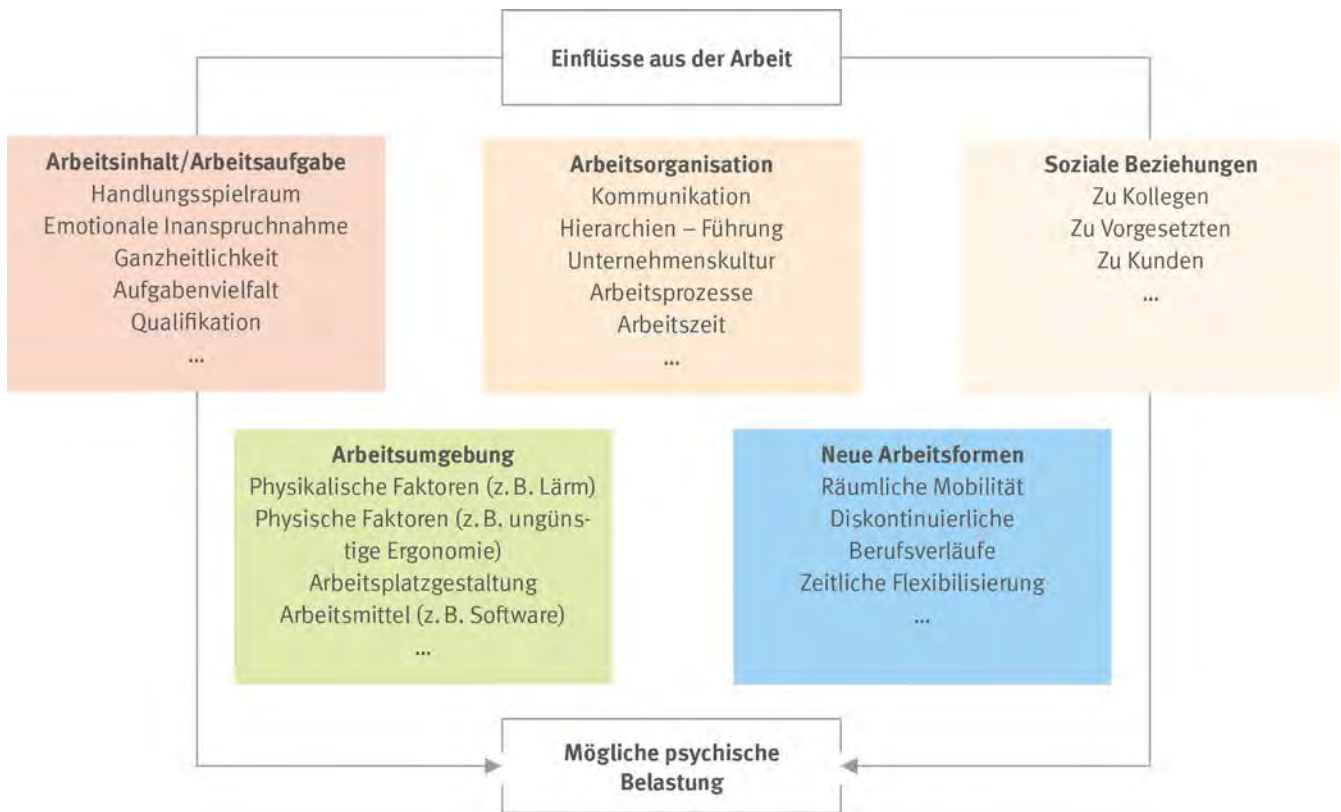 Einflüsse aus der Arbeit
Arbeitsinhalt/Arbeitsaufgabe
Handlungsspielraum
Emotionale Inanspruchnahme
Ganzheitlichkeit
Aufgabenvielfalt
Qualifikation
...
Arbeitsorganisation
Kommunikation
Hierarchien – Führung
Unternehmenskultur
Arbeitsprozesse
Arbeitszeit
...
Soziale Beziehungen
Zu Kollegen
Zu Vorgesetzten
Zu Kunden
...
Arbeitsumgebung
Physikalische Faktoren (z. B. Lärm)
Physische Faktoren (z. B. ungüns-
tige Ergonomie)
Arbeitsplatzgestaltung
Arbeitsmittel (z. B. Software)
...
Neue Arbeitsformen
Räumliche Mobilität
Diskontinuierliche
Berufsverläufe
Zeitliche Flexibilisierung
...
Mögliche psychische
Belastung